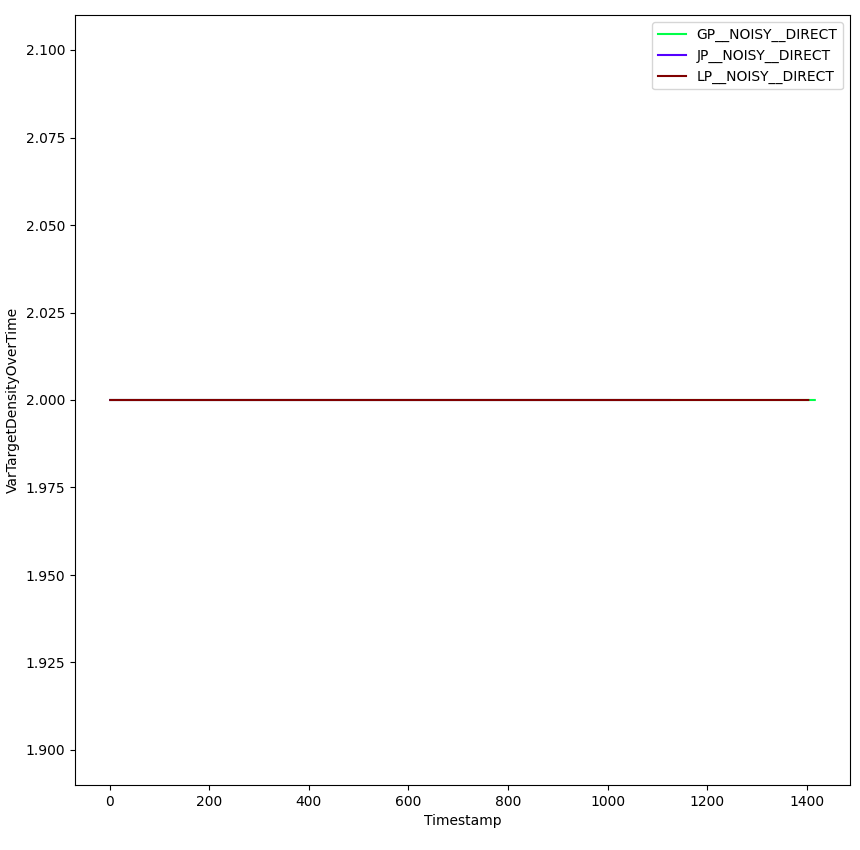 GP__NOISY__DIRECT
JP__NOISY__DIRECT
LP__NOISY__DIRECT
2.100
2.075
2.050
2.025
2.000
1.975
1.950
1.925
1.900
VarTargetDensityOverTime
0 200 400 600 800 1000 1200 1400
Timestamp